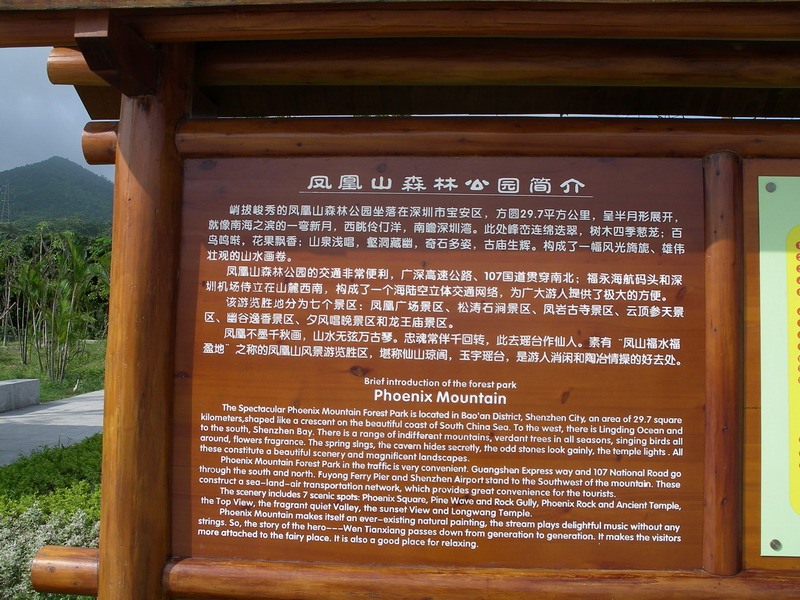 凤凰山森林公园简介
峭拔峻秀的凤凰山森林公园坐落在深圳市宝安区，方圆29.7平方公里，呈半月形展开，
就像南海之滨的一弯新月，西眺伶仃洋，南瞻深圳湾。此处峰峦连绵迭翠，树木四季葱茏；百
鸟鸣啭，花果飘香；山泉浅唱，壑洞藏幽，奇石多姿，古庙生辉。构成了一幅风光旖旎、雄伟
壮观的山水画卷。
凤凰山森林公园的交通非常便利，广深高速公路、107国道贯穿南北；福永海航码头和深
圳机场侍立在山麓西南，构成了一个海陆空立体交通网络，为广大游人提供了极大的方便。
该游览胜地分为七个景区：凤凰广场景区、松涛石涧景区、凤岩古寺景区、云顶参天景
区、幽谷逸香景区、夕风唱晚景区和龙王庙景区。
凤凰不墨千秋画，山水无弦万古琴。忠魂常伴千回转，此去瑶台作仙人。素有“凤山福水福
盈地”之称的凤凰山风景游览胜区，堪称仙山琼阁，玉宇瑶台，是游人消闲和陶冶情操的好去处。
Brief introduction of the forest park
Phoenix Mountain
The Spectacular Phoenix Mountain Forest Park is located in Bao'an District, Shenzhen City, an area of 29.7 square
kilometers,shaped like a crescent on the beautiful coast of South China Sea. To the west, there is Lingding Ocean and
to the south, Shenzhen Bay. There is a range of indifferent mountains, verdant trees in all seasons, singing birds all
around, flowers fragrance. The spring sings, the cavern hides secretly, the odd stones look gainly, the temple lights . All
these constitute a beautiful scenery and magnificent landscapes.
Phoenix Mountain Forest Park in the traffic is very convenient. Guangshan Express way and 107 National Road go
through the south and north. Fuyong Ferry Pier and Shenzhen Airport stand to the Southwest of the mountain. These
construct a sea-land-air transportation network, which provides great convenience for the tourists.
The scenery includes 7 scenic spots: Phoenix Square, Pine Wave and Rock Gully, Phoenix Rock and Ancient Temple,
the Top View, the fragrant quiet Valley, the sunset View and Longwang Temple.
Phoenix Mountain makes itself an ever-existing natural painting, the stream plays delightful music without any
strings. So, the story of the hero---Wen Tianxiang passes down from generation to generation. It makes the visitors
more attached to the fairy place. It is also a good place for relaxing.